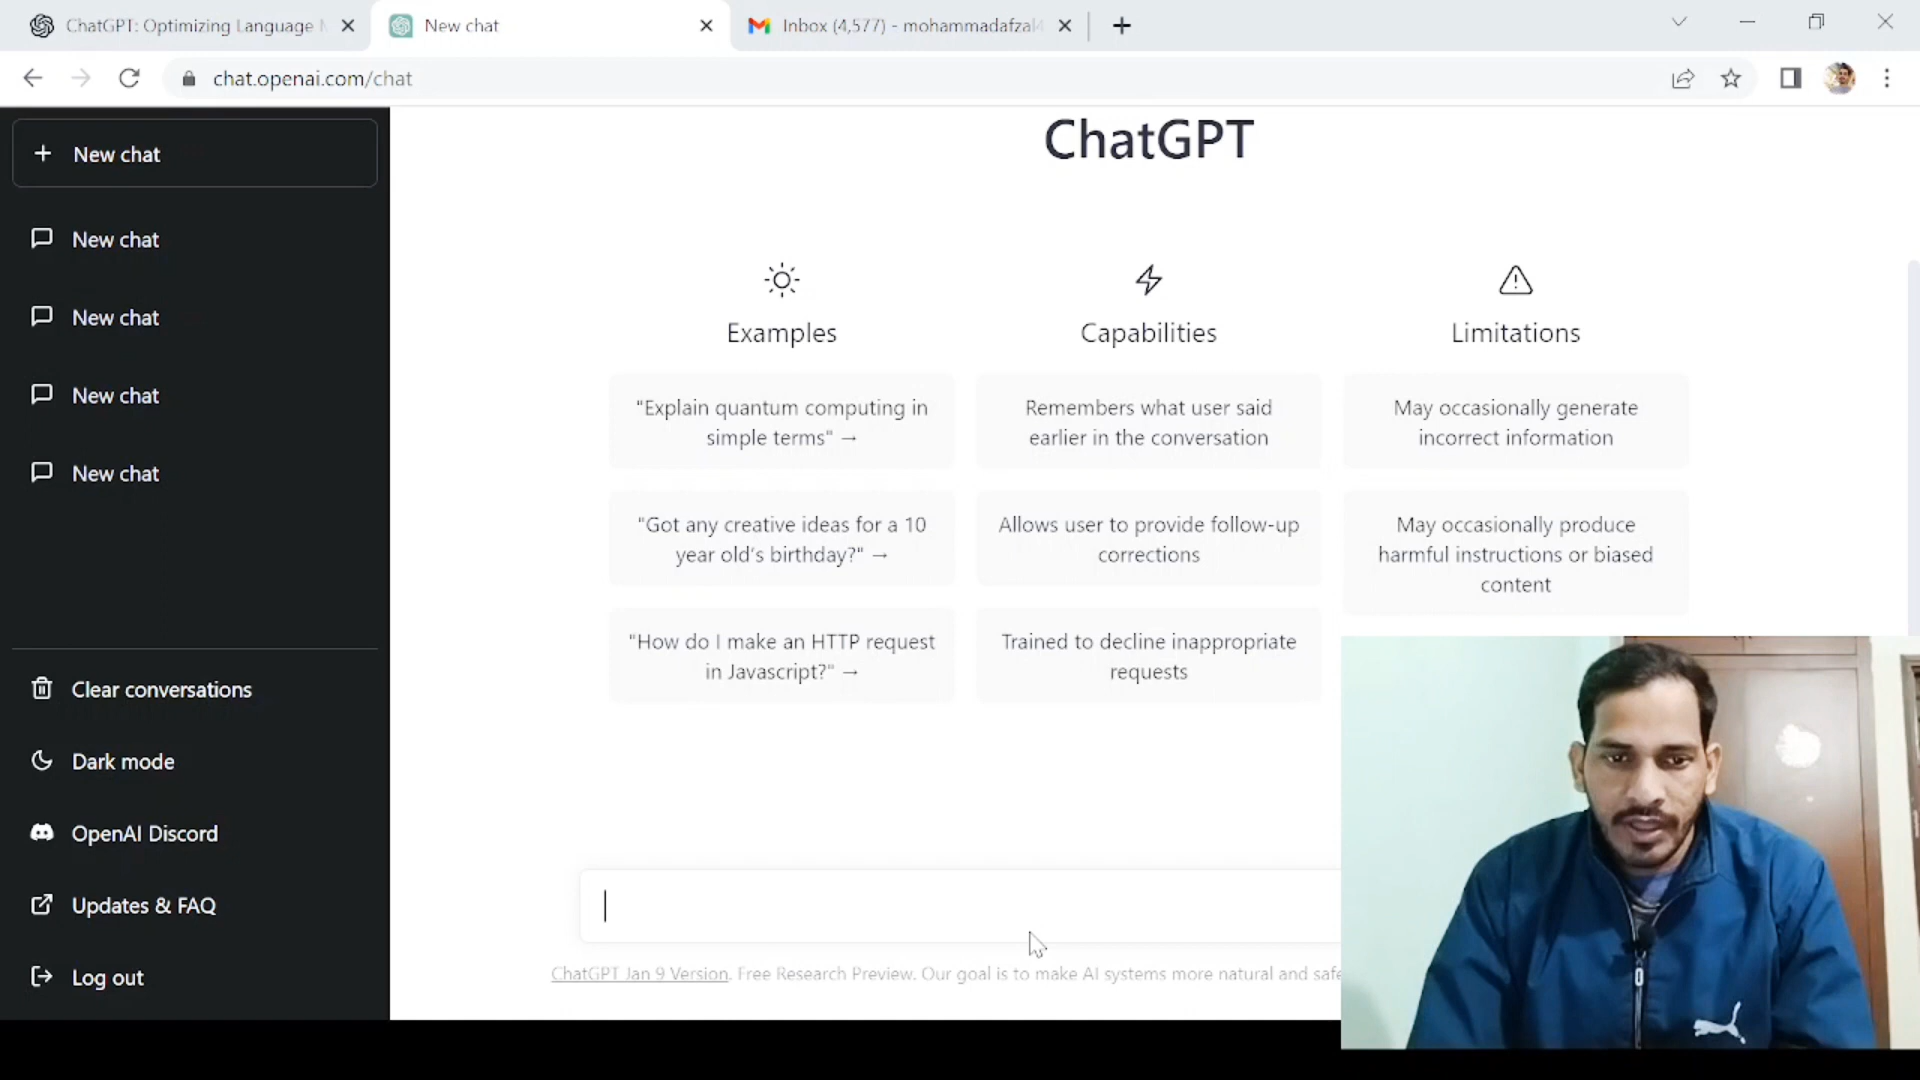 ChatGPT: Optimizing Language
New chat
Inbox (4,577) - mohammadafzal
chat.openai.com/chat
New chat
New chat
New chat
New chat
New chat
Clear conversations
Dark mode
OpenAI Discord
Updates & FAQ
Log out
ChatGPT
Examples
"Explain quantum computing in
simple terms" →
"Got any creative ideas for a 10
year old's birthday?" →
"How do I make an HTTP request
in Javascript?" →
Capabilities
Remembers what user said
earlier in the conversation
Allows user to provide follow-up
corrections
Trained to decline inappropriate
requests
Limitations
May occasionally generate
incorrect information
May occasionally produce
harmful instructions or biased
content
ChatGPT Jan 9 Version. Free Research Preview. Our goal is to make AI systems more natural and safe